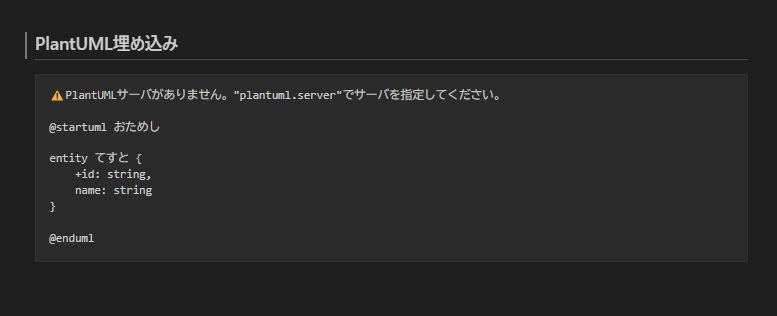 PlantUML埋め込み
⚠PlantUMLサーバがありません。"plantuml.server"でサーバを指定してください。
@startuml おためし
entity てすと {
    +id: string,
    name: string
}
@enduml